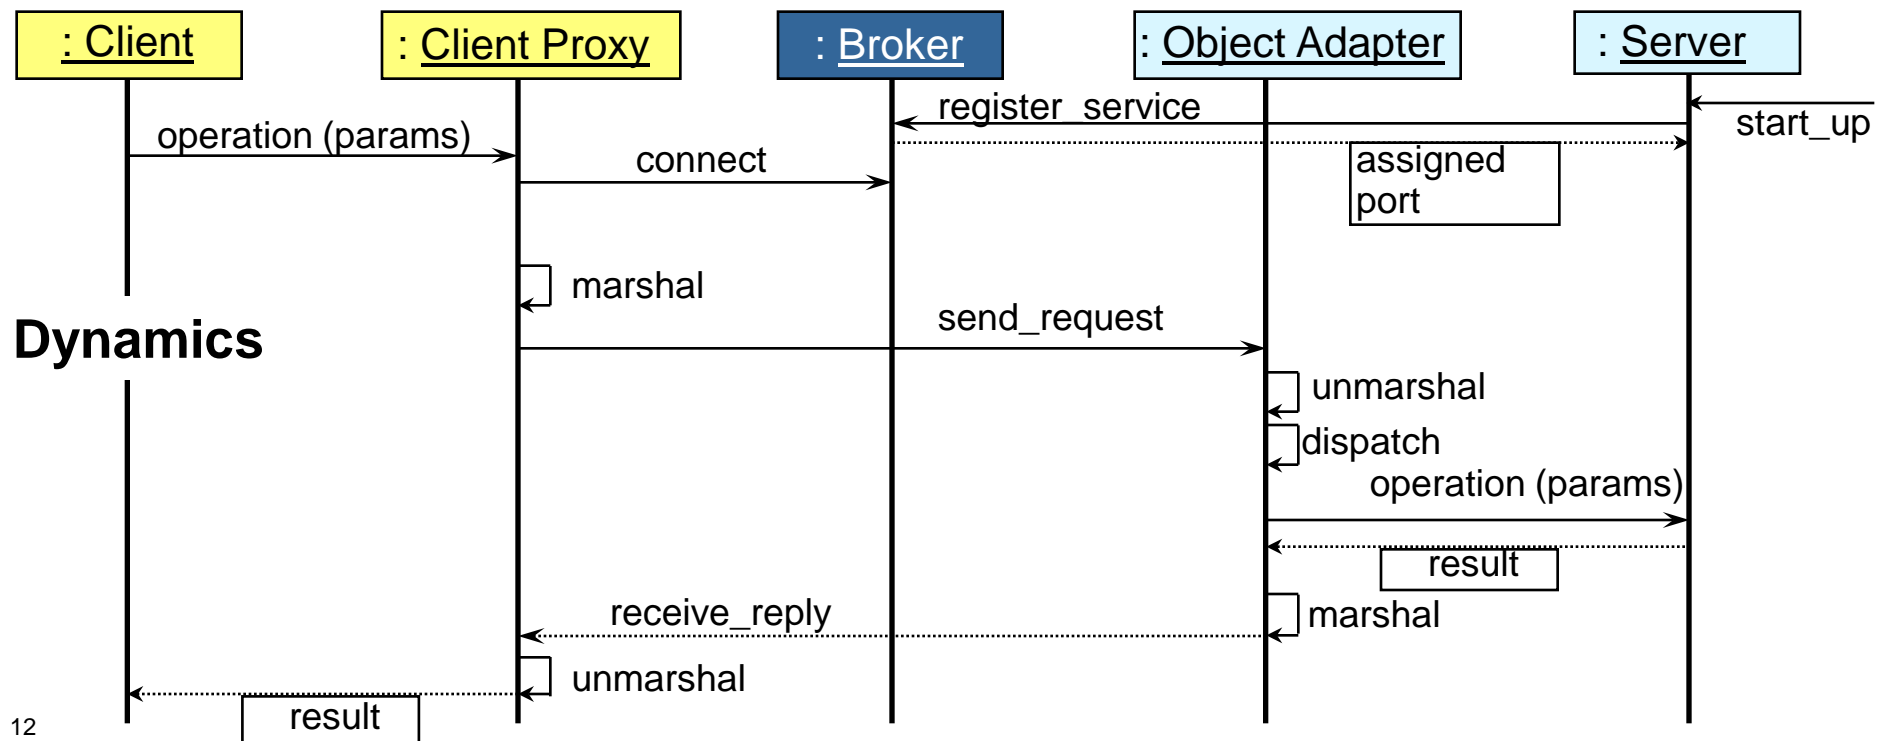 : Client
: Client Proxy
: Broker
: Object Adapter
: Server
register_service
start_up
operation (params)
connect
assigned
port
marshal
send_request
Dynamics
unmarshal
dispatch
operation (params)
result
receive_reply
marshal
unmarshal
result
12